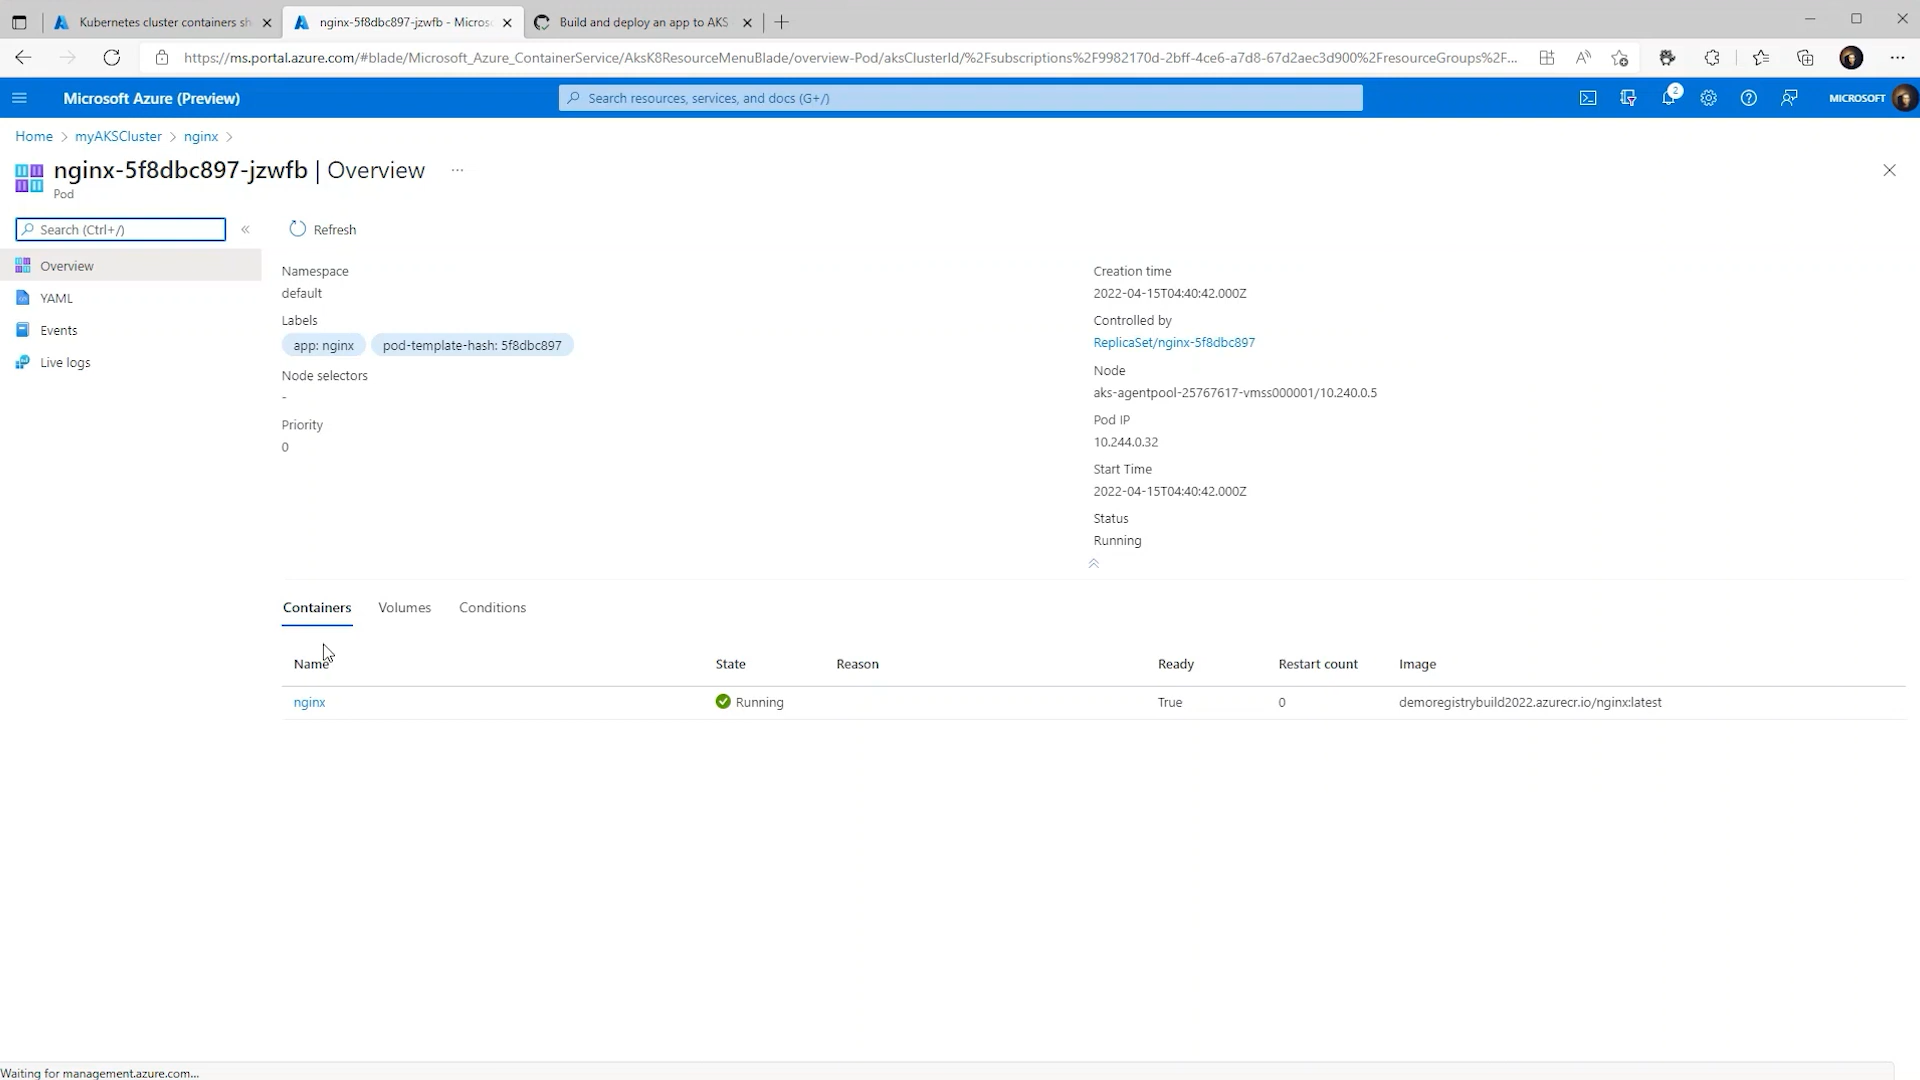 Kubernetes cluster containers sh
nginx-5f8dbc897-jzwfb - Micros
Build and deploy an app to AKS
https://ms.portal.azure.com/#blade/Microsoft_Azure_ContainerService/AksK8ResourceMenuBlade/overview-Pod/aksClusterId/%2Fsubscriptions%2F9982170d-2bff-4ce6-a7d8-67d2aec3d900%2FresourceGroups%2F...
Microsoft Azure (Preview)
Search resources, services, and docs (G+/)
2
MICROSOFT
Home > myAKSCluster > nginx >
nginx-5f8dbc897-jzwfb | Overview ...
Pod
Search (Ctrl+/)
«
Refresh
Overview
YAML
Events
Live logs
Namespace
default
Labels
app: nginx
pod-template-hash: 5f8dbc897
Node selectors
-
Priority
0
Creation time
2022-04-15T04:40:42.000Z
Controlled by
ReplicaSet/nginx-5f8dbc897
Node
aks-agentpool-25767617-vmss000001/10.240.0.5
Pod IP
10.244.0.32
Start Time
2022-04-15T04:40:42.000Z
Status
Running
Containers Volumes Conditions
Name State Reason Ready Restart count Image
nginx Running True 0 demoregistrybuild2022.azurecr.io/nginx:latest
Waiting for management.azure.com...